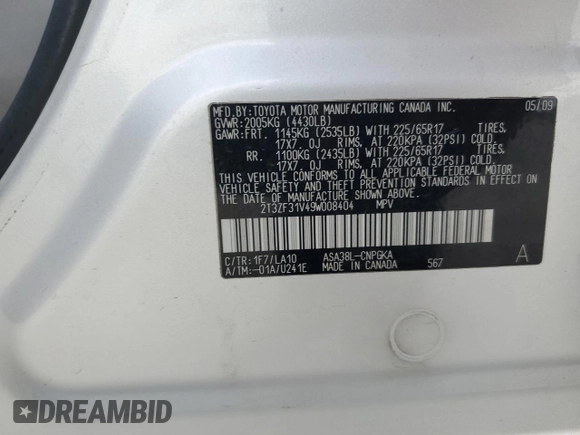 MFD.BY:TOYOTA MOTOR MANUFACTURING CANADA INC. 05/09
GVWR:2005KG (4430LB)
GAWR:FRT. 1145KG (2535LB) WITH 225/65R17 TIRES,
17X7 OJ RIMS, AT 220KPA (32PSI) COLD.
RR. 1100KG (2435LB) WITH 225/65R17 TIRES,
17X7 OJ RIMS, AT 220KPA (32PSI) COLD.
THIS VEHICLE CONFORMS TO ALL APPLICABLE FEDERAL MOTOR
VEHICLE SAFETY AND THEFT PREVENTION STANDARDS IN EFFECT ON
THE DATE OF MANUFACTURE SHOWN ABOVE.
2T3ZF31V49W008404 MPV
C/TR:1F7/LA10 ASA38L-CNPGKA
A/TM:-01A/U241E MADE IN CANADA 567 A
DREAMBID